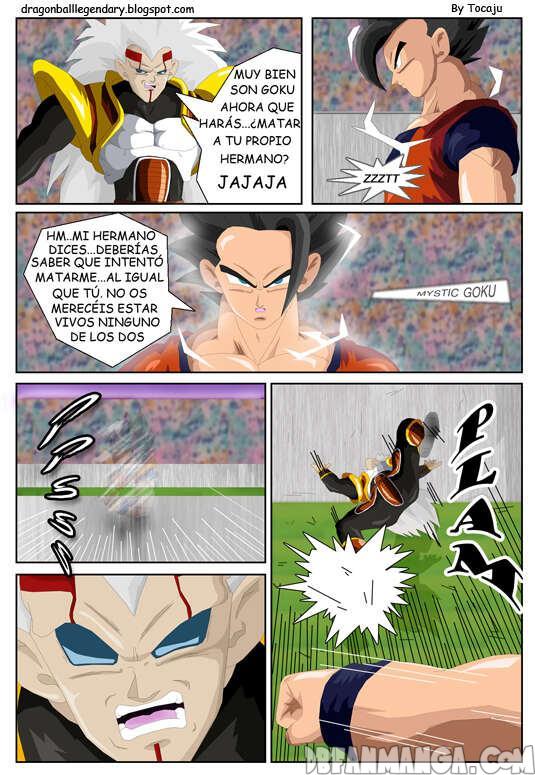 dragonballlegendary.blogspot.com
By Tocaju
MUY BIEN
SON GOKU
AHORA QUE
HARÁS...¿MATAR
A TU PROPIO
HERMANO?
JAJAJA
ZZZTT
HM...MI HERMANO
DICES...DEBERÍAS
SABER QUE INTENTÓ
MATARME...AL IGUAL
QUE TÚ, NO OS
MERECÉIS ESTAR
VIVOS NINGUNO
DE LOS DOS
MYSTIC GOKU
PLAM
DBFANMANGA.COM